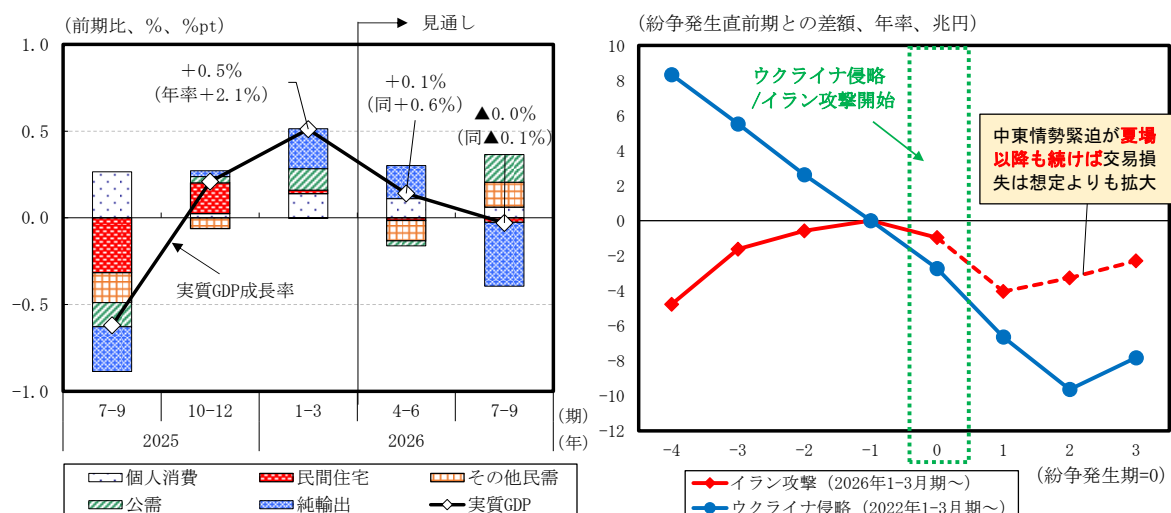 (前期比、%、%pt)
見通し
1.0
0.5
0.0
-0.5
-1.0
+0.5%
(年率+2.1%)
+0.1%
(同+0.6%)
▲0.0%
(同▲0.1%)
実質GDP成長率
7-9
10-12
1-3
4-6
7-9
(期)
2025
2026
(年)
個人消費
民間住宅
その他民需
公需
純輸出
実質GDP
(紛争発生直前期との差額、年率、兆円)
10
8
6
4
2
0
-2
-4
-6
-8
-10
-12
ウクライナ侵略
/イラン攻撃開始
中東情勢緊迫が夏場
以降も続けば交易損
失は想定よりも拡大
-4
-3
-2
-1
0
1
2
3
(紛争発生期=0)
イラン攻撃(2026年1-3月期~)
ウクライナ侵略(2022年1-3月期~)